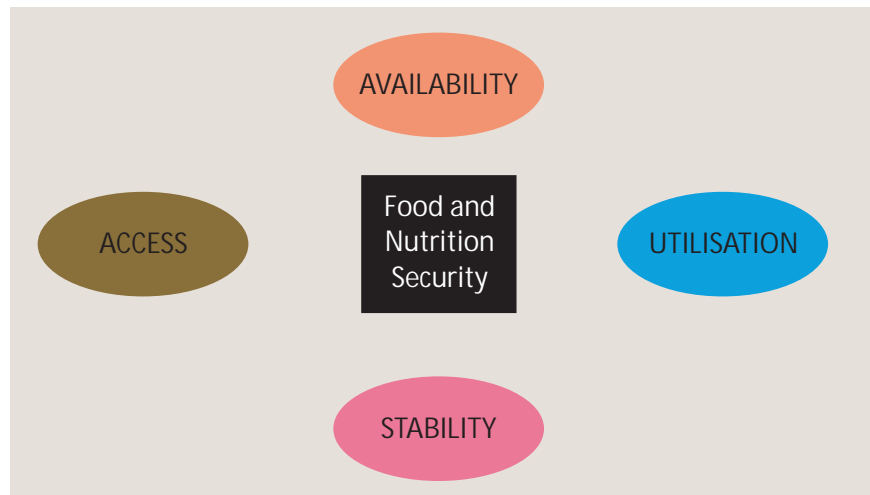 AVAILABILITY
ACCESS
Food and
Nutrition
Security
UTILISATION
STABILITY